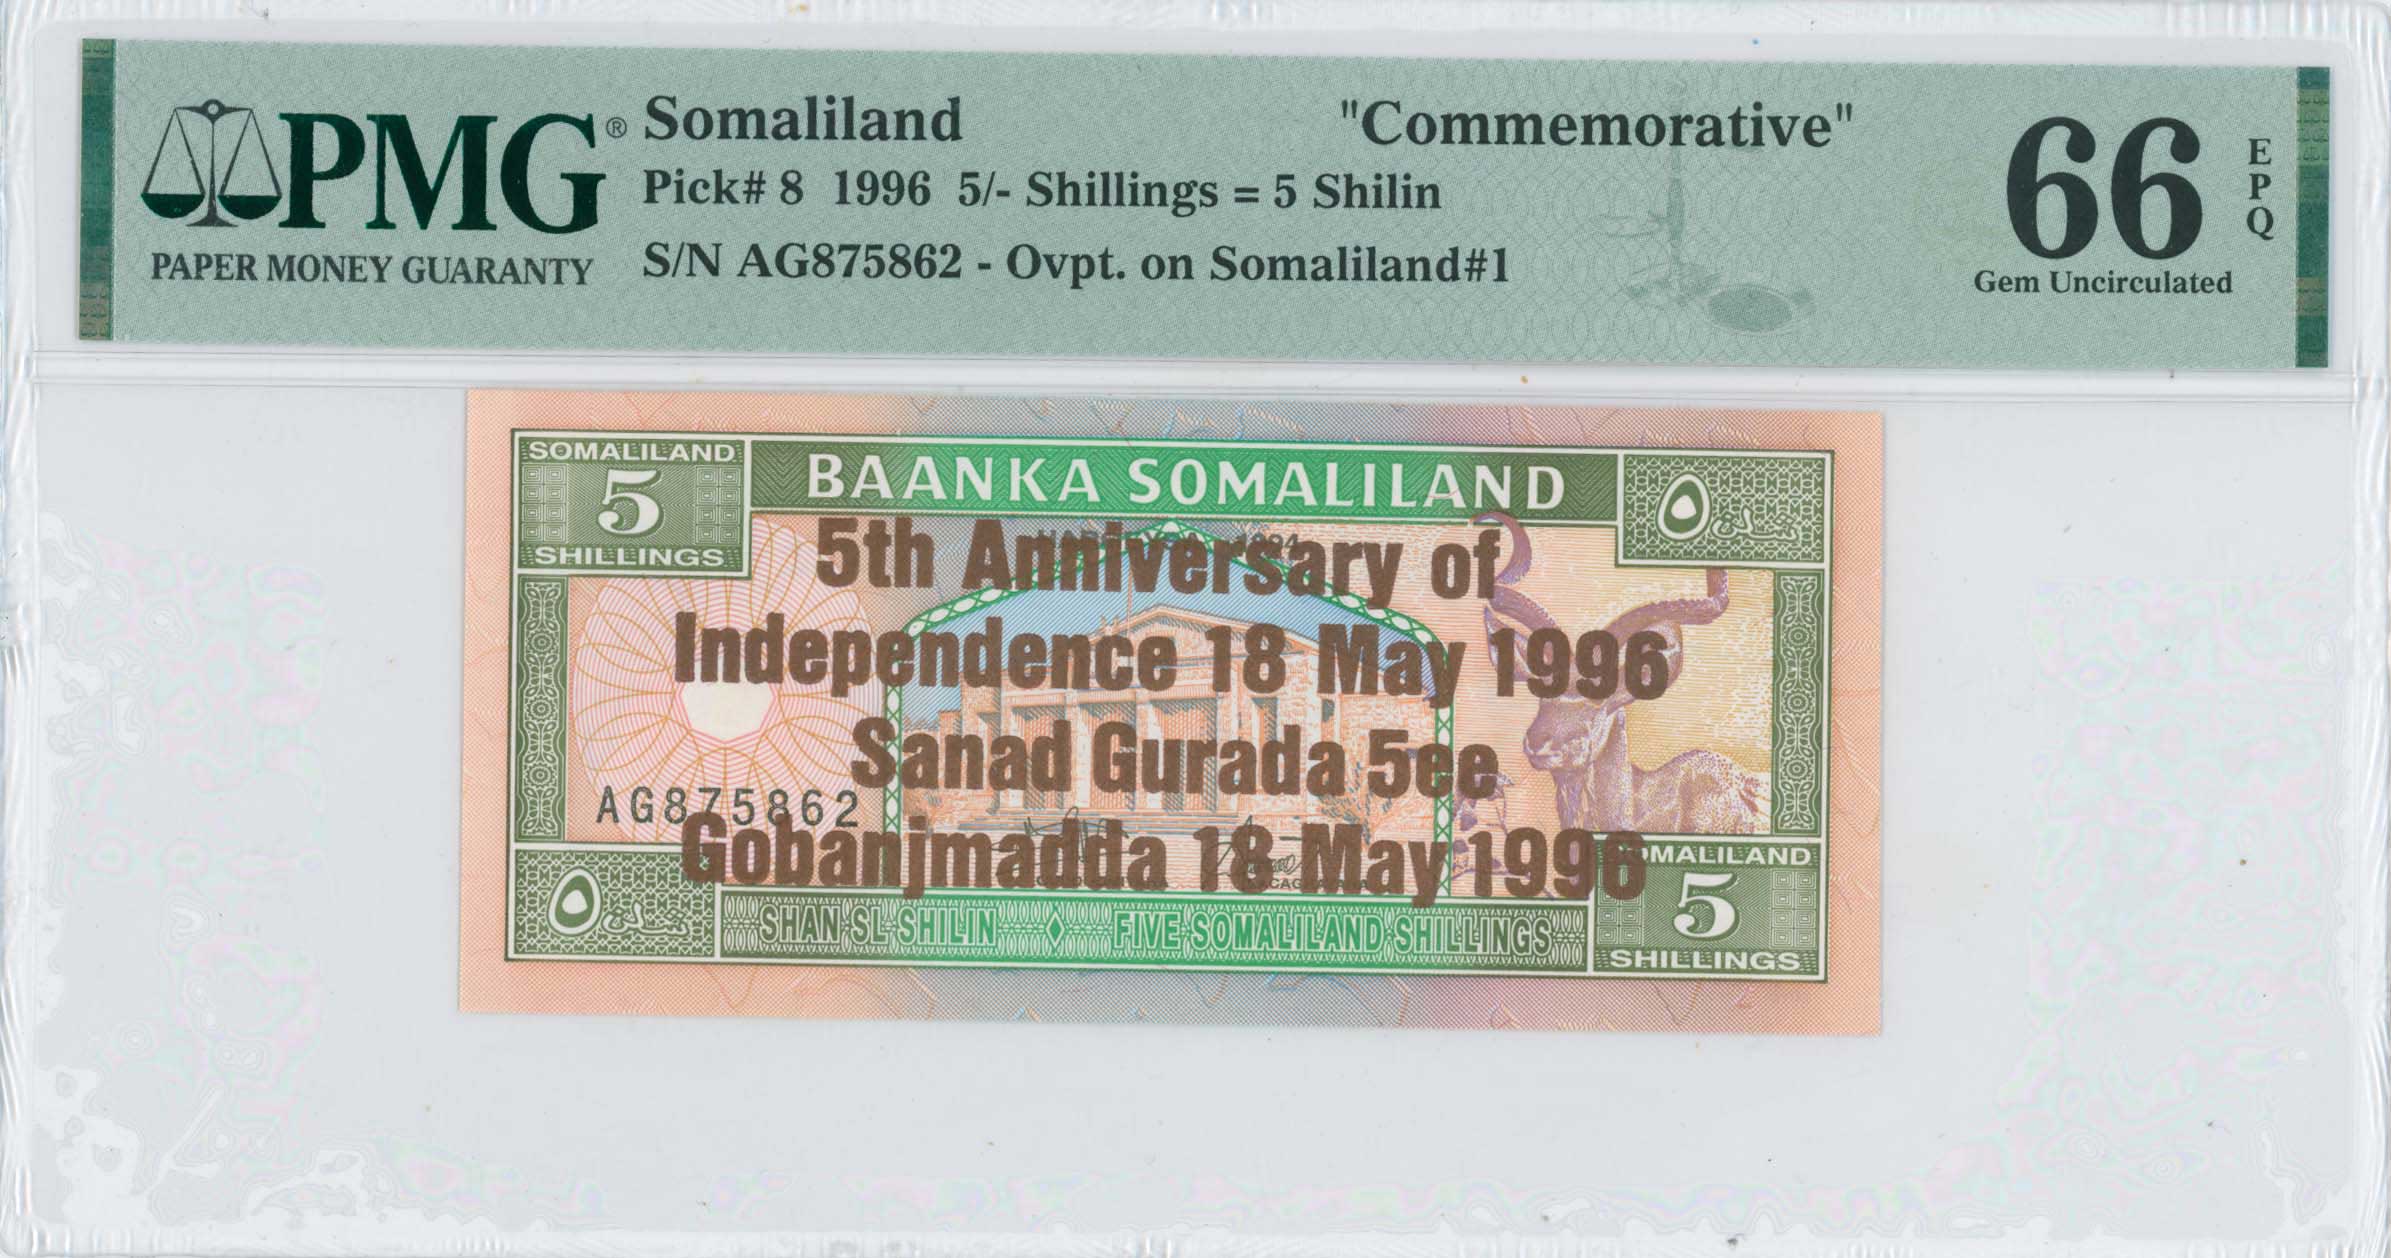 PMG® Somaliland "Commemorative" 66 EPQ
Pick# 8 1996 5/- Shillings = 5 Shilin
PAPER MONEY GUARANTY S/N AG875862 - Ovpt. on Somaliland#1 Gem Uncirculated
SOMALILAND
5
SHILLINGS
BAANKA SOMALILAND
٥ شلن
1994
5th Anniversary of
Independence 18 May 1996
Sanad Gurada 5ee
Gobanjmadda 18 May 1996
AG875862
٥ شلن
SHAN SL SHILIN FIVE SOMALILAND SHILLINGS
SOMALILAND
5
SHILLINGS